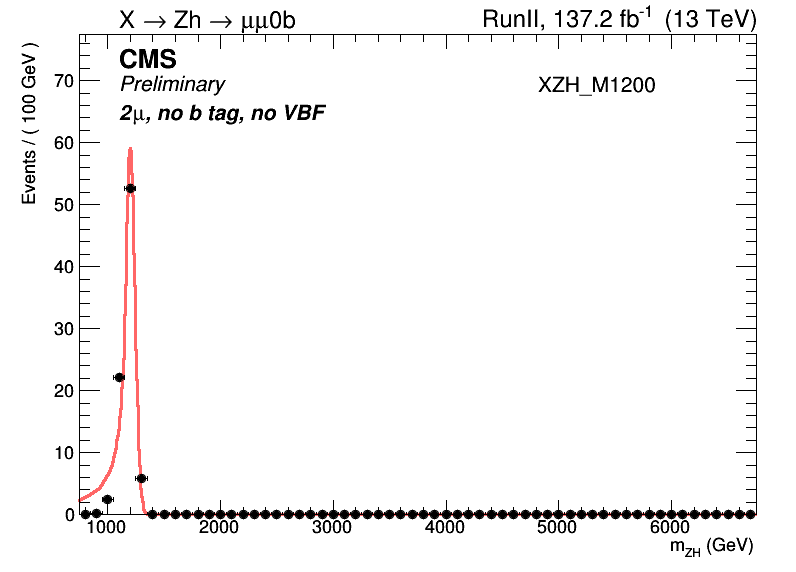 X → Zh → μμ0b
RunII, 137.2 fb⁻¹ (13 TeV)
CMS
Preliminary
2μ, no b tag, no VBF
XZH_M1200
Events / ( 100 GeV )
70
60
50
40
30
20
10
0
1000 2000 3000 4000 5000 6000
m_ZH (GeV)